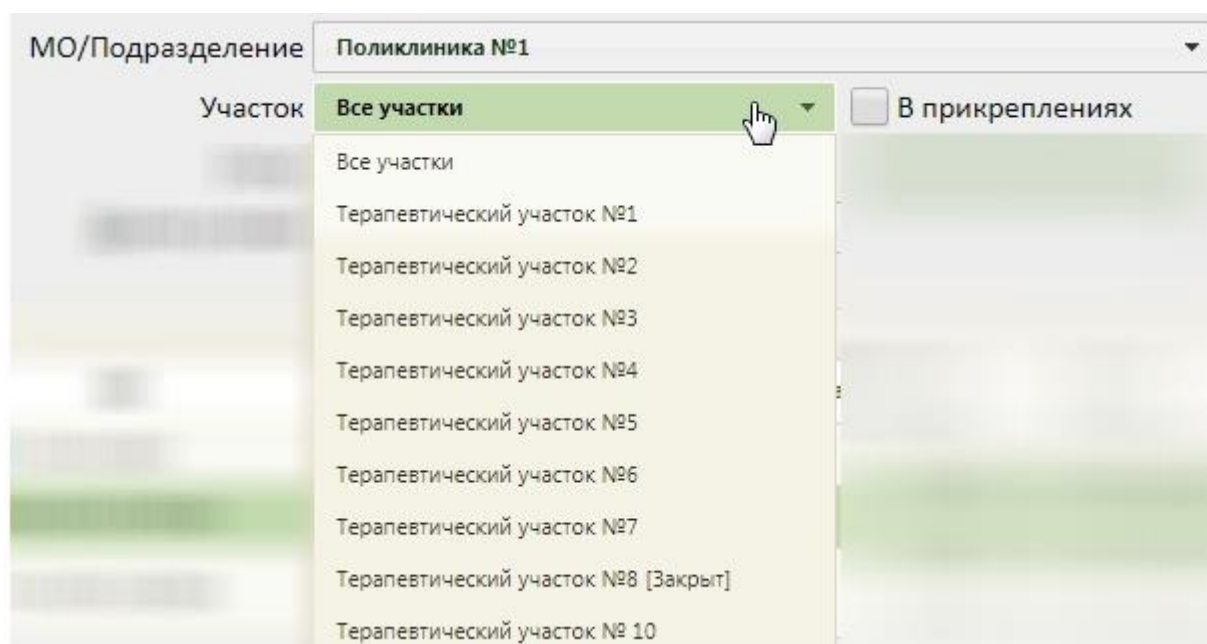 МО/Подразделение Поликлиника №1
Участок Все участки В прикреплениях
Все участки
Терапевтический участок №1
Терапевтический участок №2
Терапевтический участок №3
Терапевтический участок №4
Терапевтический участок №5
Терапевтический участок №6
Терапевтический участок №7
Терапевтический участок №8 [Закрыт]
Терапевтический участок № 10